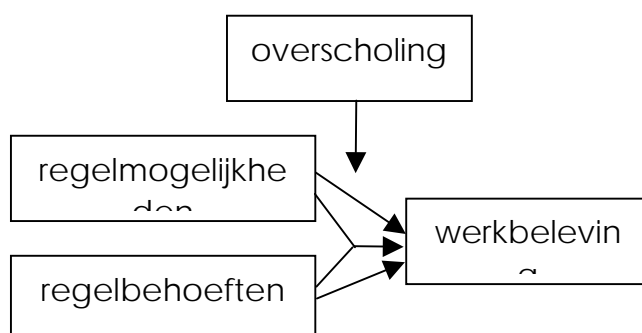 overscholing
regelmogelijkhe
den
werkbelevin
g
regelbehoeften